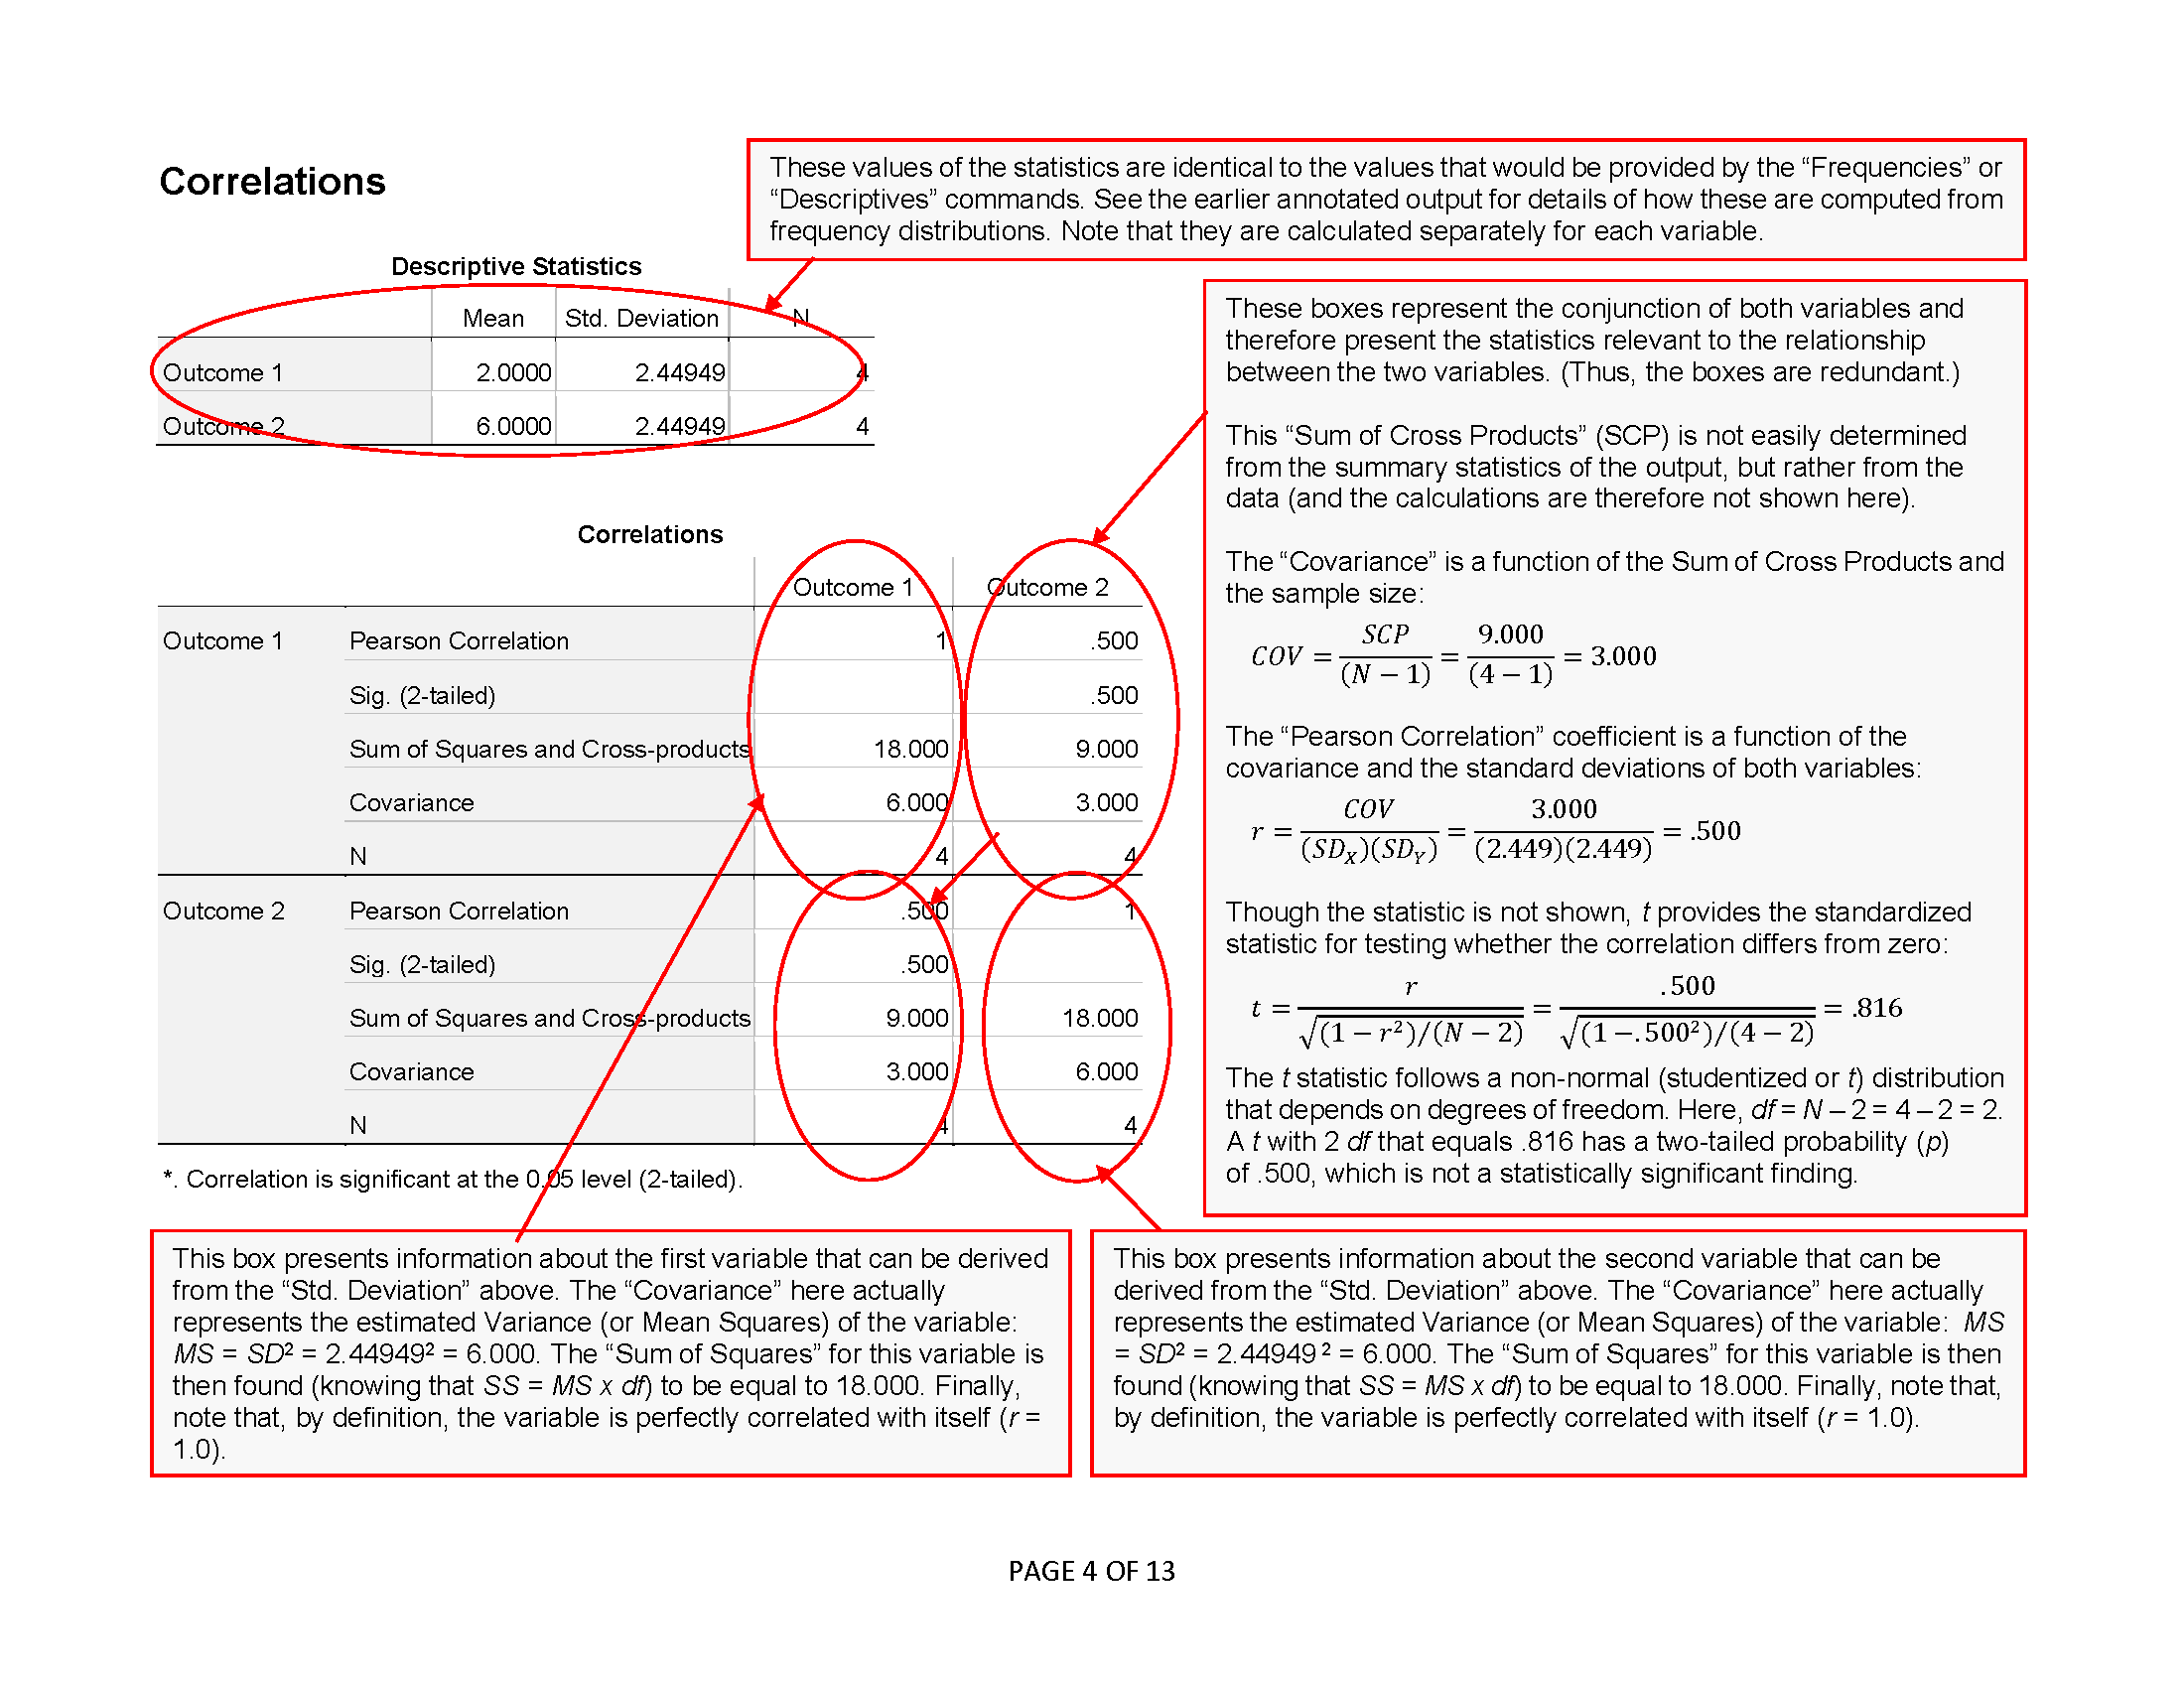 Correlations
These values of the statistics are identical to the values that would be provided by the “Frequencies” or
“Descriptives” commands. See the earlier annotated output for details of how these are computed from
frequency distributions. Note that they are calculated separately for each variable.
Descriptive Statistics
Mean Std. Deviation N
Outcome 1 2.0000 2.44949 4
Outcome 2 6.0000 2.44949 4
These boxes represent the conjunction of both variables and
therefore present the statistics relevant to the relationship
between the two variables. (Thus, the boxes are redundant.)
This “Sum of Cross Products” (SCP) is not easily determined
from the summary statistics of the output, but rather from the
data (and the calculations are therefore not shown here).
The “Covariance” is a function of the Sum of Cross Products and
the sample size:
COV = SCP / (N − 1) = 9.000 / (4 − 1) = 3.000
The “Pearson Correlation” coefficient is a function of the
covariance and the standard deviations of both variables:
r = COV / (SD_X)(SD_Y) = 3.000 / (2.449)(2.449) = .500
Though the statistic is not shown, t provides the standardized
statistic for testing whether the correlation differs from zero:
t = r / √(1 − r²)/(N − 2) = .500 / √(1 −.500²)/(4 − 2) = .816
The t statistic follows a non-normal (studentized or t) distribution
that depends on degrees of freedom. Here, df = N – 2 = 4 – 2 = 2.
A t with 2 df that equals .816 has a two-tailed probability (p)
of .500, which is not a statistically significant finding.
Correlations
Outcome 1 Outcome 2
Outcome 1 Pearson Correlation 1 .500
Sig. (2-tailed) .500
Sum of Squares and Cross-products 18.000 9.000
Covariance 6.000 3.000
N 4 4
Outcome 2 Pearson Correlation .500 1
Sig. (2-tailed) .500
Sum of Squares and Cross-products 9.000 18.000
Covariance 3.000 6.000
N 4 4
*. Correlation is significant at the 0.05 level (2-tailed).
This box presents information about the first variable that can be derived
from the “Std. Deviation” above. The “Covariance” here actually
represents the estimated Variance (or Mean Squares) of the variable:
MS = SD² = 2.44949² = 6.000. The “Sum of Squares” for this variable is
then found (knowing that SS = MS x df) to be equal to 18.000. Finally,
note that, by definition, the variable is perfectly correlated with itself (r =
1.0).
This box presents information about the second variable that can be
derived from the “Std. Deviation” above. The “Covariance” here actually
represents the estimated Variance (or Mean Squares) of the variable: MS
= SD² = 2.44949 ² = 6.000. The “Sum of Squares” for this variable is then
found (knowing that SS = MS x df) to be equal to 18.000. Finally, note that,
by definition, the variable is perfectly correlated with itself (r = 1.0).
PAGE 4 OF 13